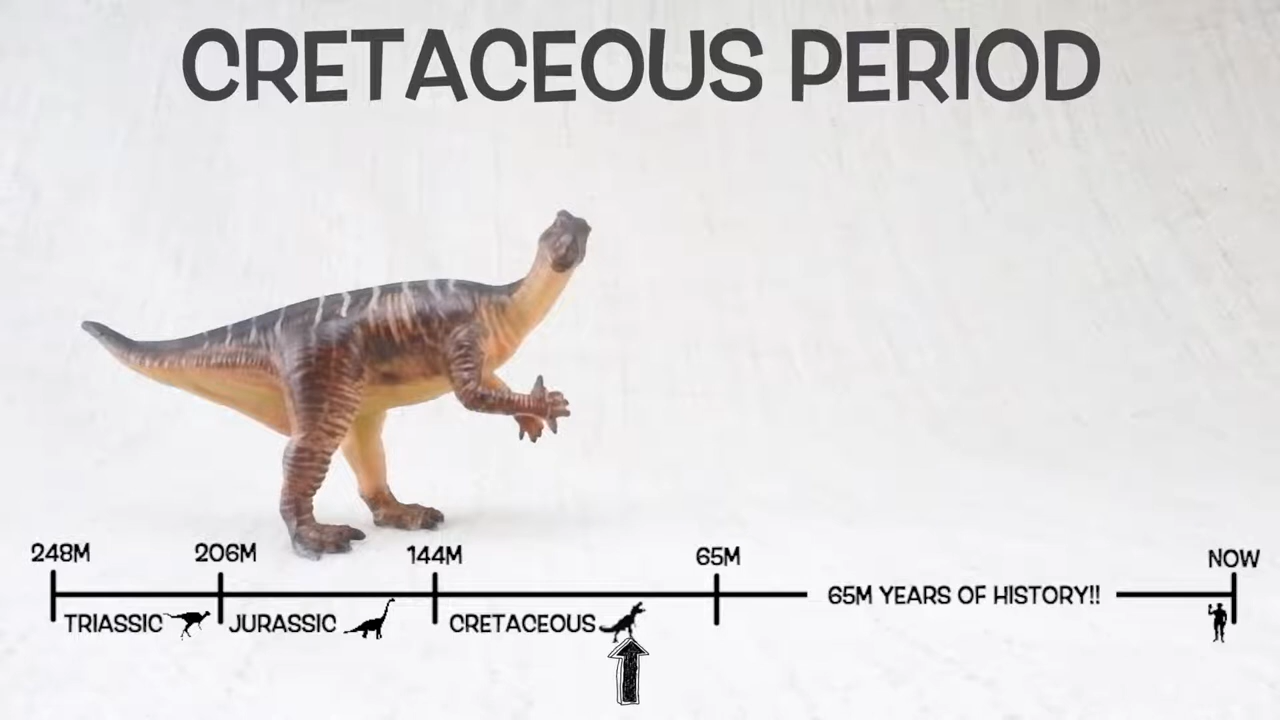 CRETACEOUS PERIOD
248M 206M 144M 65M NOW
65M YEARS OF HISTORY!!
TRIASSIC JURASSIC CRETACEOUS